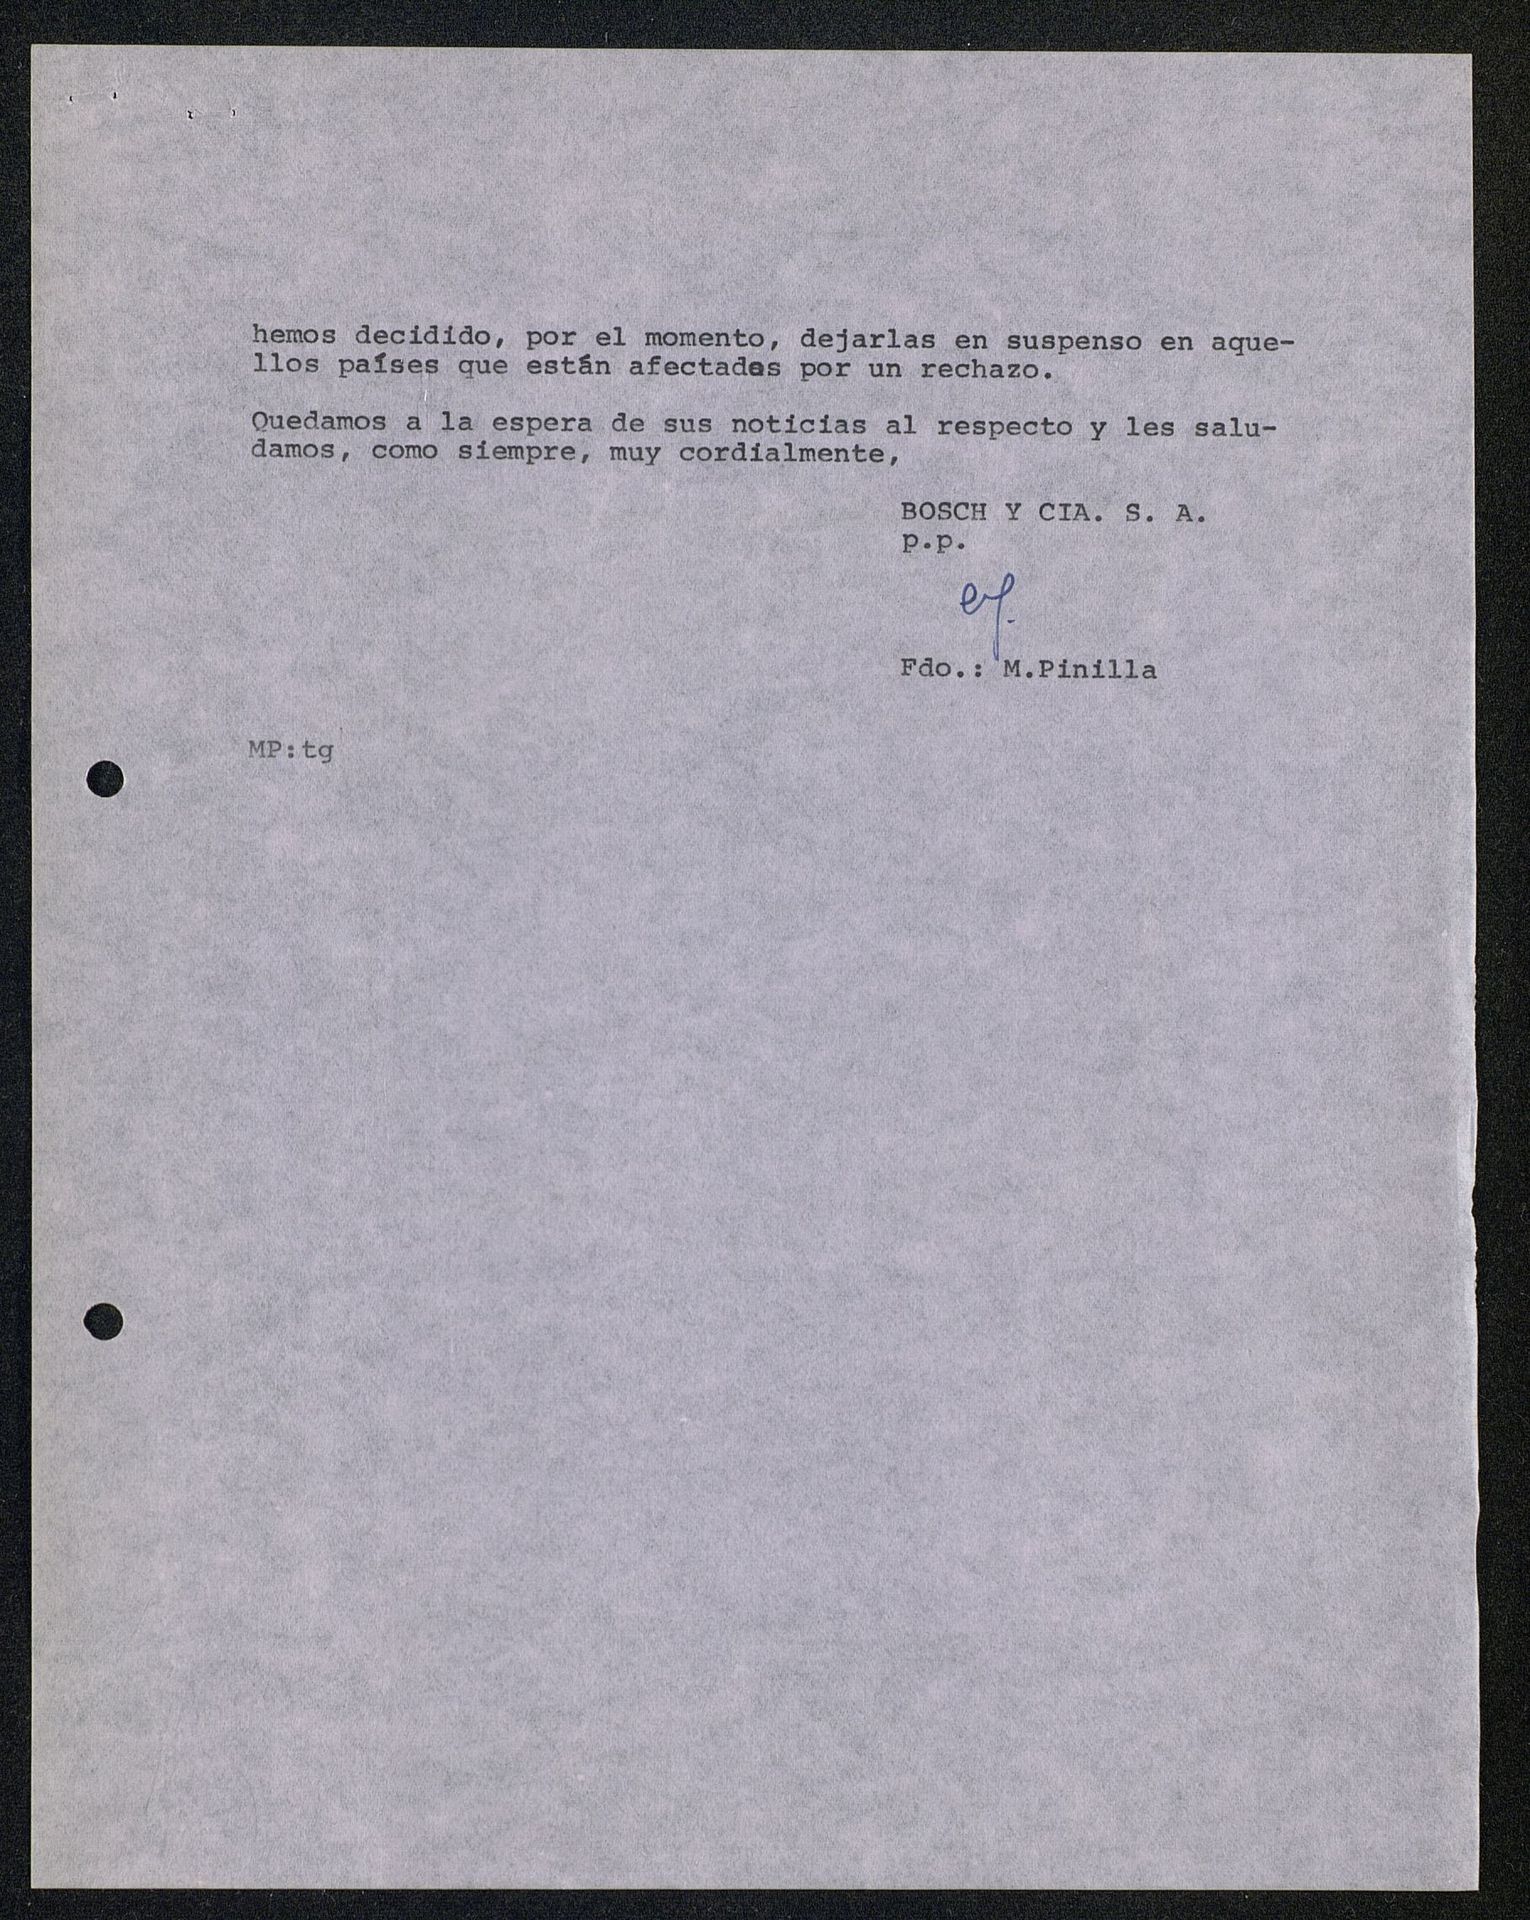 hemos decidido, por el momento, dejarlas en suspenso en aque-
llos países que están afectados por un rechazo.
Quedamos a la espera de sus noticias al respecto y les salu-
damos, como siempre, muy cordialmente,
BOSCH Y CIA. S. A.
p.p.
Fdo.: M.Pinilla
MP:tg